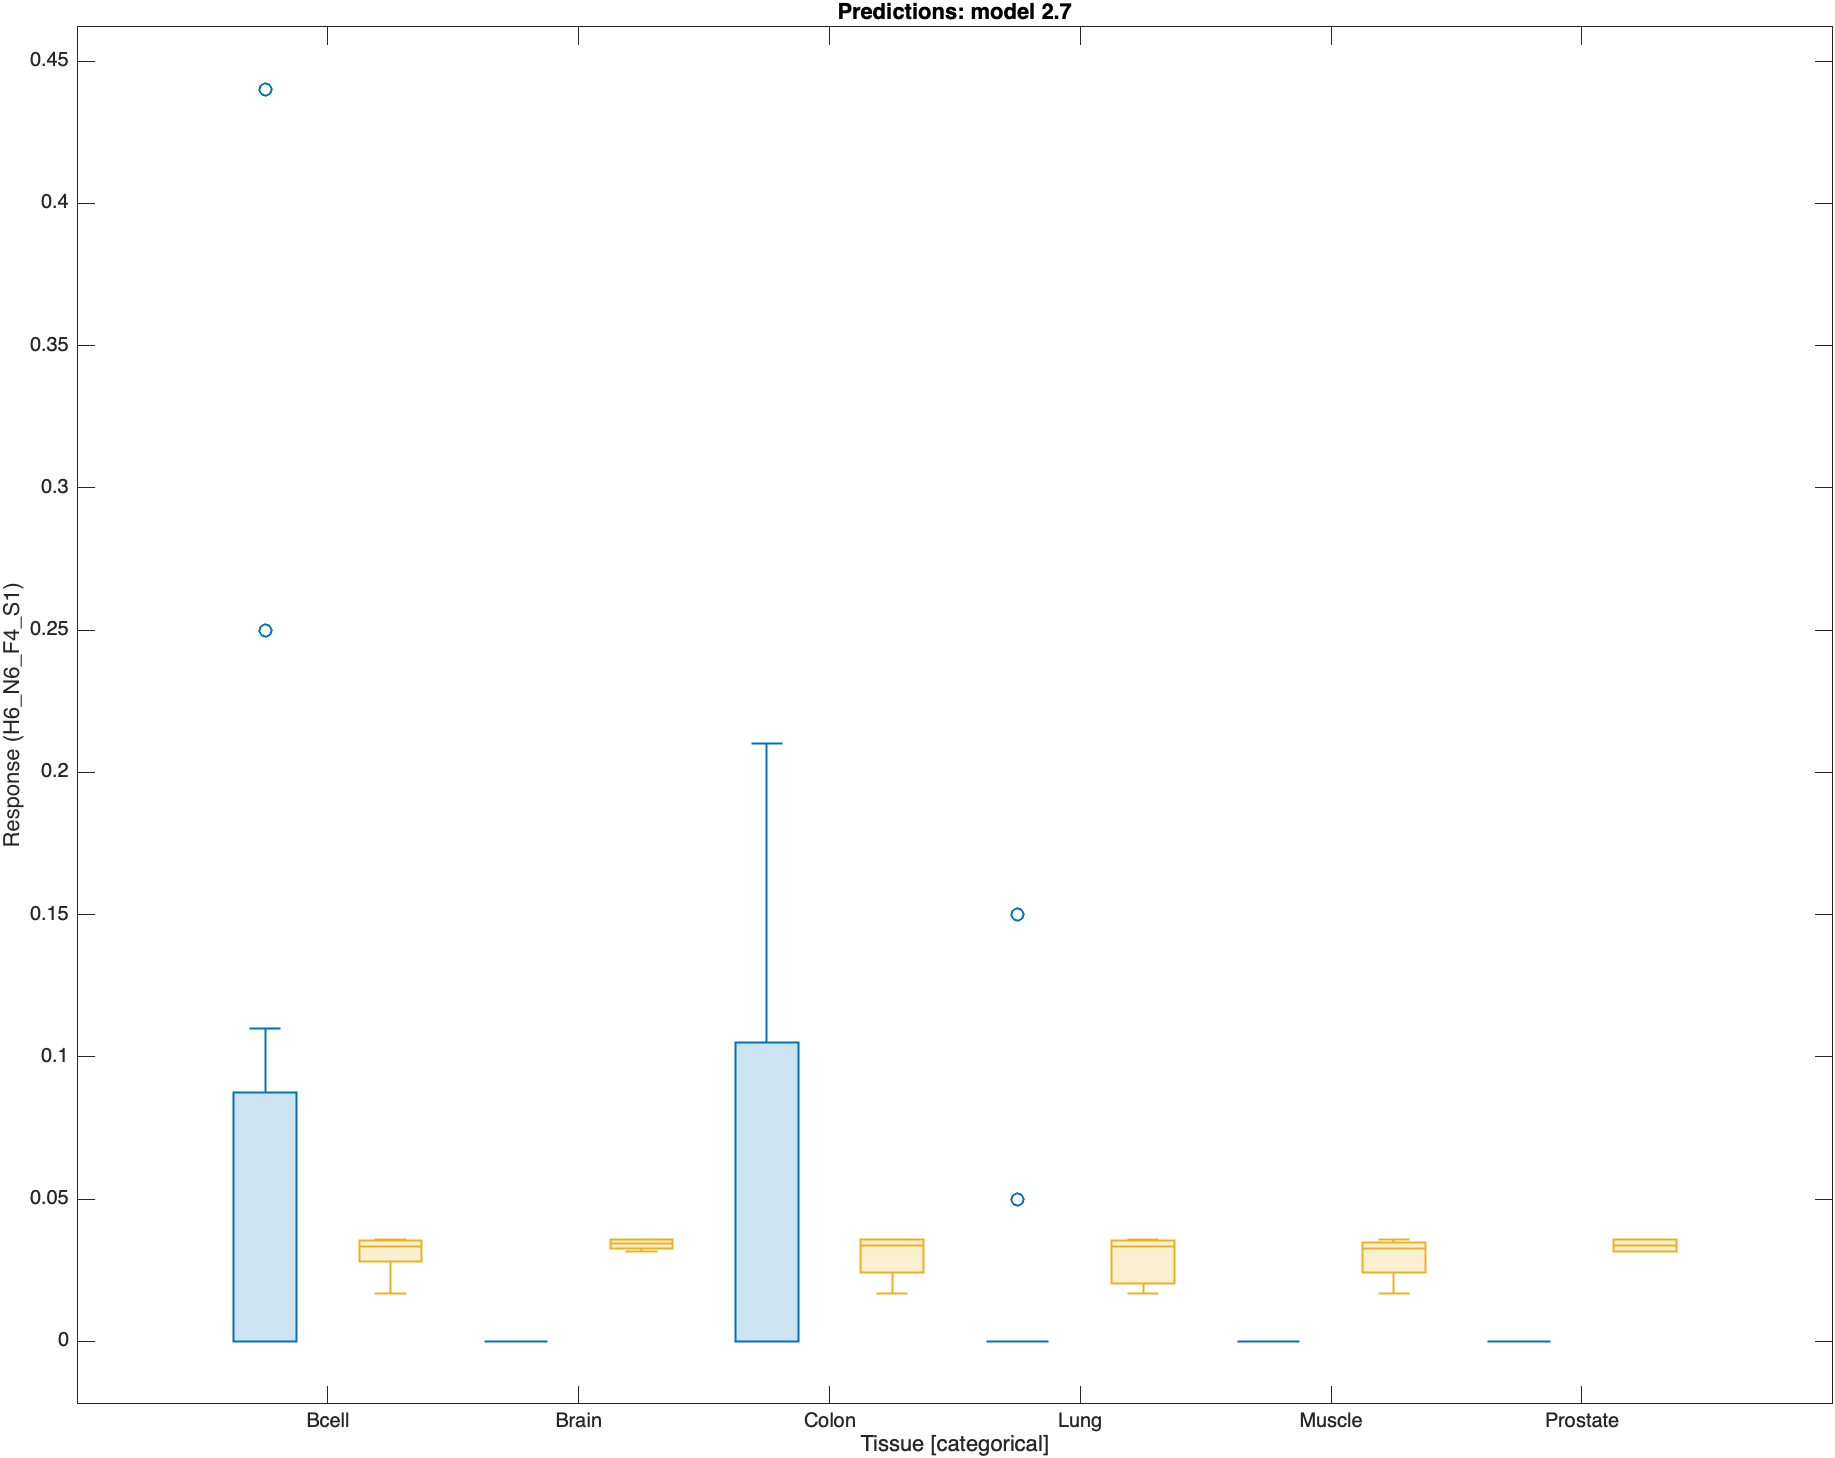 Predictions: model 2.7
Response (H6_N6_F4_S1)
0.45
0.4
0.35
0.3
0.25
0.2
0.15
0.1
0.05
0
Bcell Brain Colon Lung Muscle Prostate
Tissue [categorical]